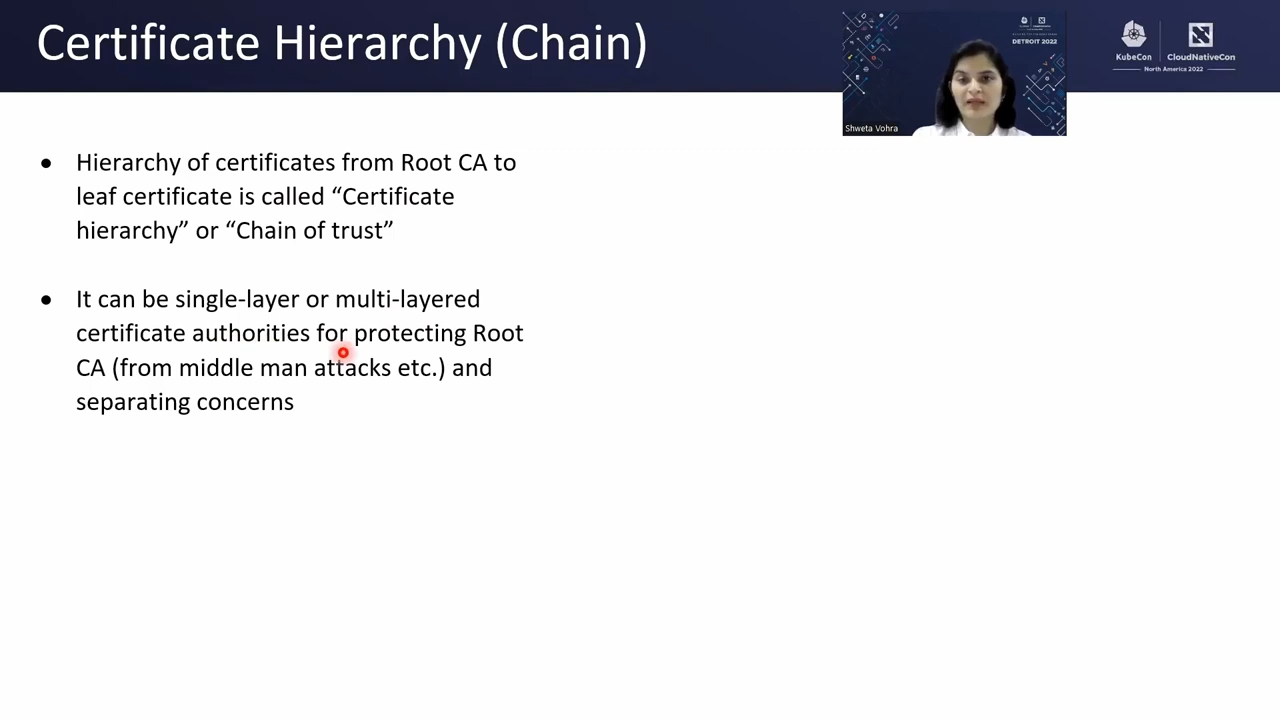 Certificate Hierarchy (Chain)
DETROIT 2022
Shweta Vohra
KubeCon
CloudNativeCon
North America 2022
● Hierarchy of certificates from Root CA to
leaf certificate is called “Certificate
hierarchy” or “Chain of trust”
● It can be single-layer or multi-layered
certificate authorities for protecting Root
CA (from middle man attacks etc.) and
separating concerns